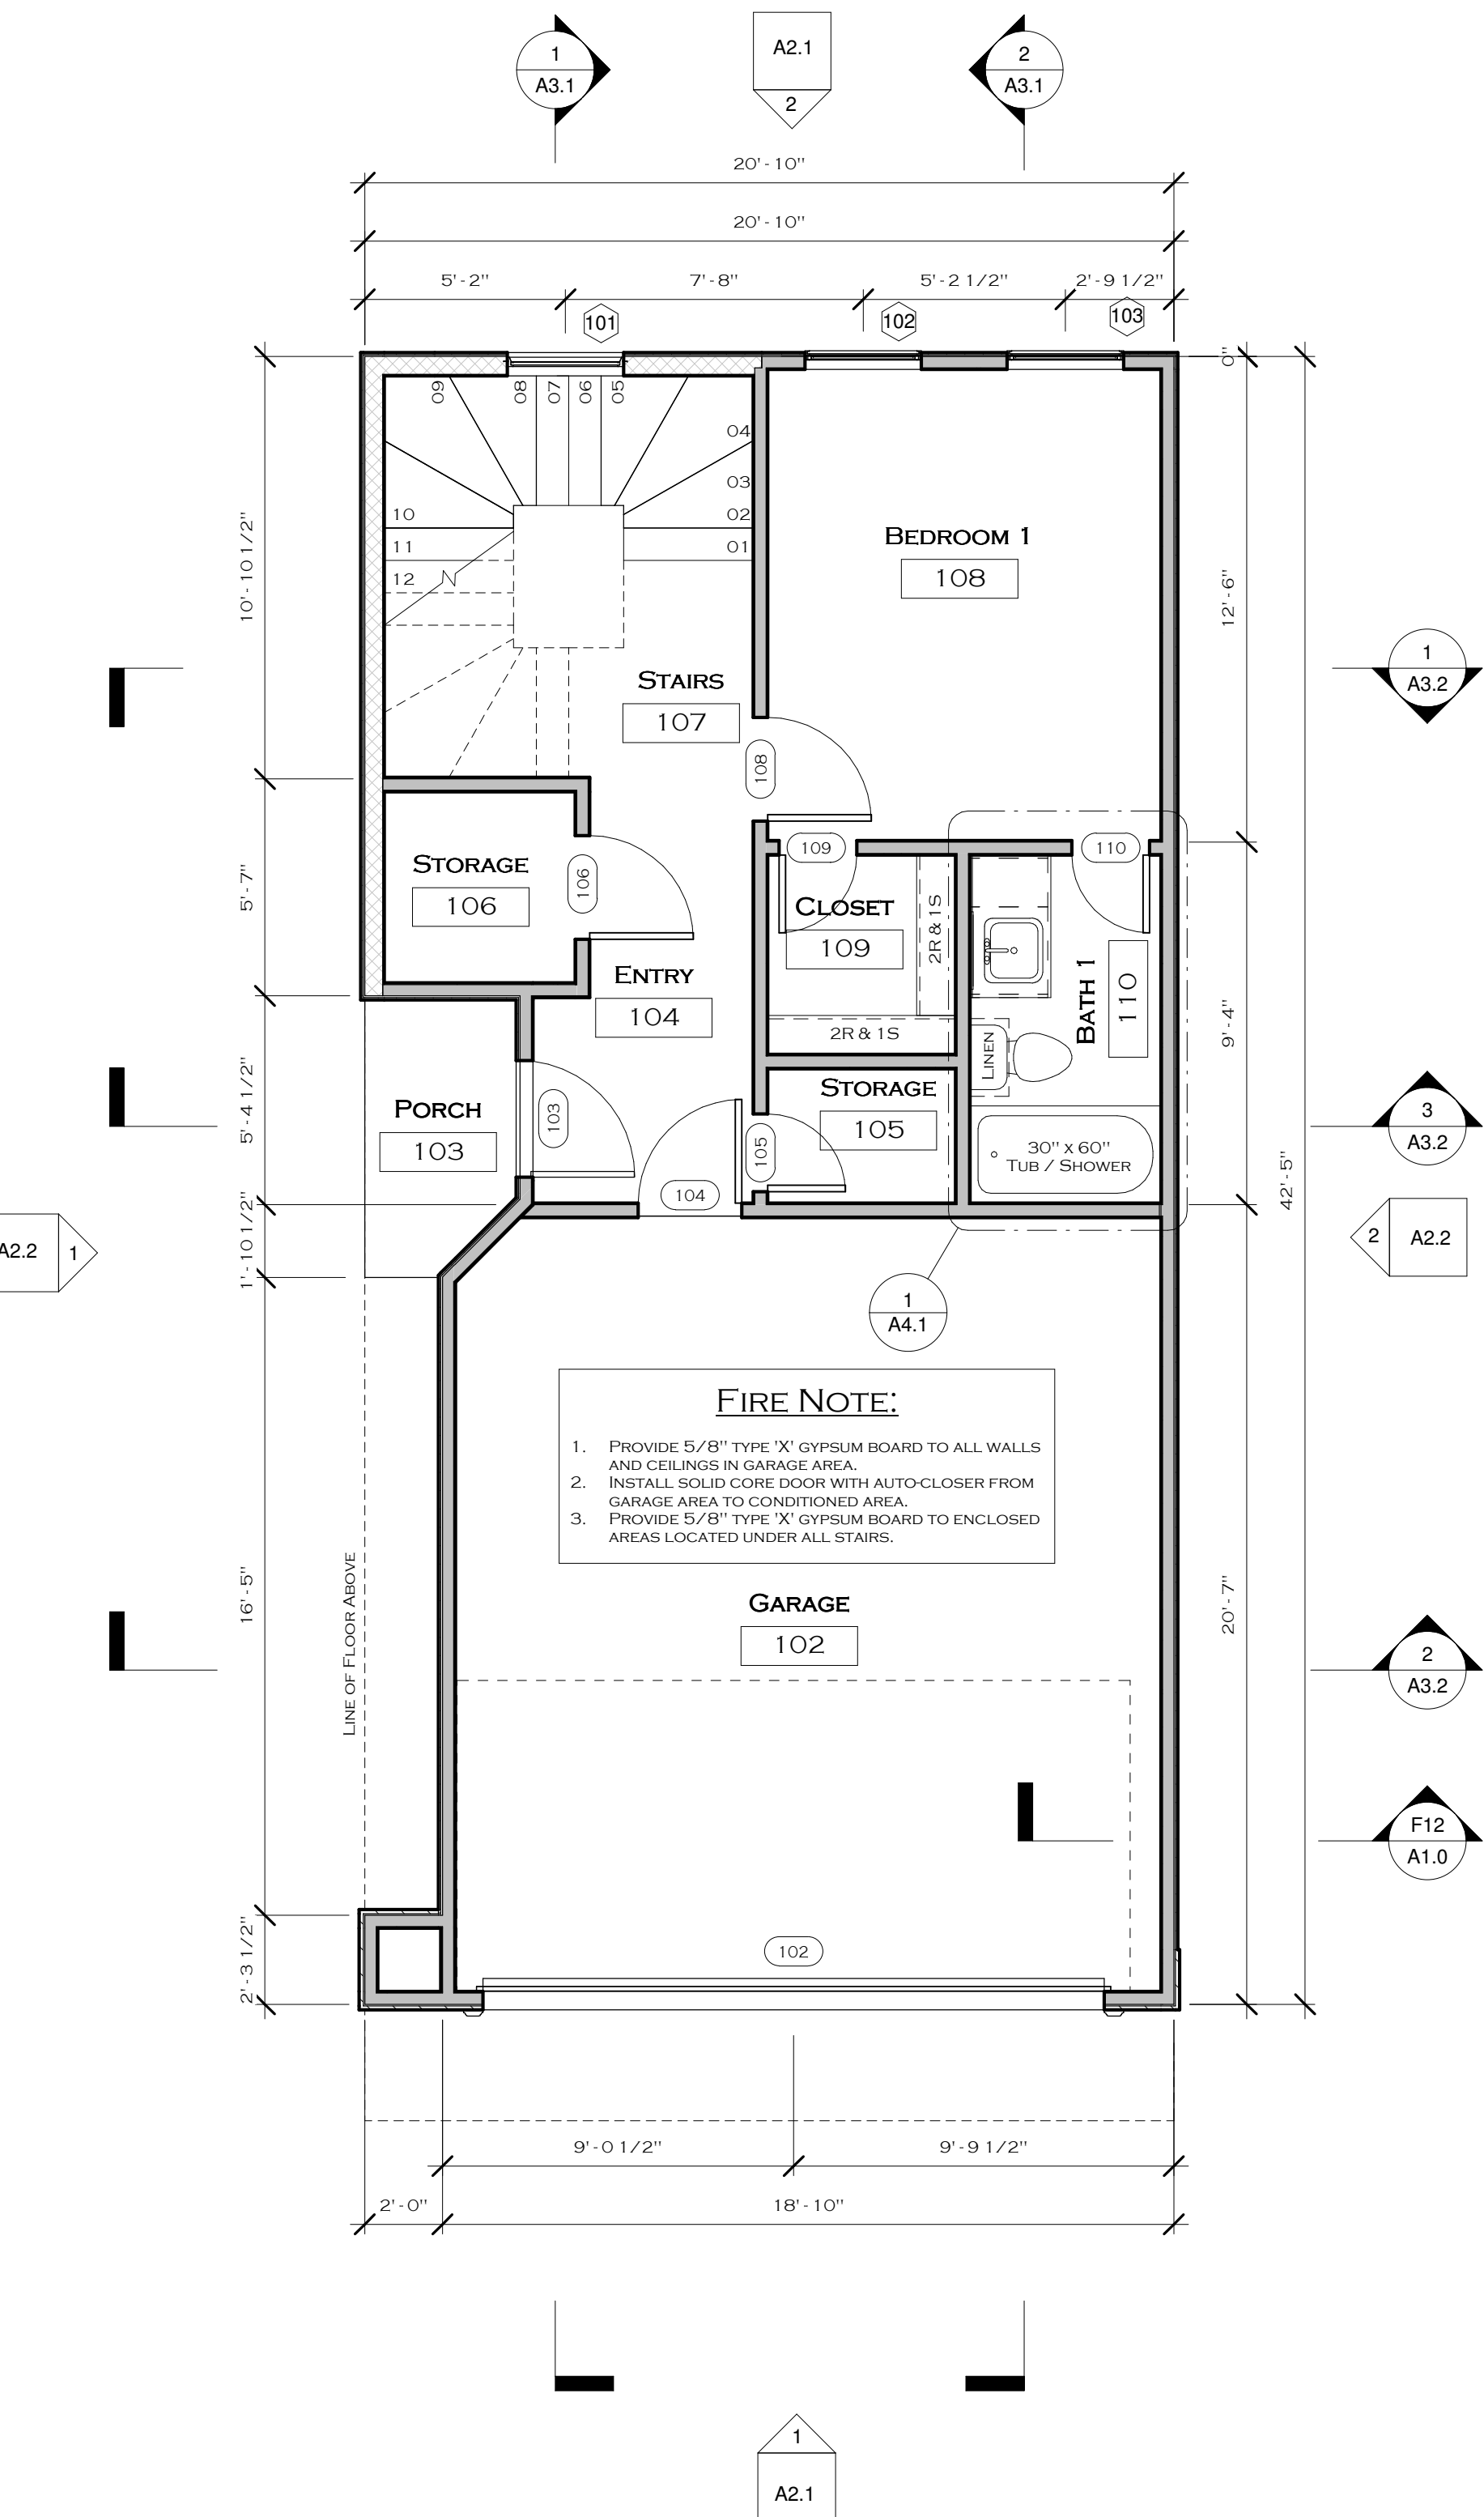 1
A3.1
A2.1
2
2
A3.1
20' - 10"
20' - 10"
5' - 2"
7' - 8"
5' - 2 1/2"
2' - 9 1/2"
101
102
103
0"
09
08
07
06
05
04
03
02
01
10
11
12
10' - 10 1/2"
BEDROOM 1
108
12' - 6"
STAIRS
107
108
1
A3.2
109
110
STORAGE
106
106
5' - 7"
CLOSET
109
2R & 1S
2R & 1S
BATH 1
110
LINEN
9' - 4"
ENTRY
104
PORCH
103
103
5' - 4 1/2"
STORAGE
105
105
104
30" X 60"
TUB / SHOWER
3
A3.2
42' - 5"
1' - 10 1/2"
A2.2
1
2
A2.2
1
A4.1
FIRE NOTE:
1. PROVIDE 5/8" TYPE 'X' GYPSUM BOARD TO ALL WALLS
AND CEILINGS IN GARAGE AREA.
2. INSTALL SOLID CORE DOOR WITH AUTO-CLOSER FROM
GARAGE AREA TO CONDITIONED AREA.
3. PROVIDE 5/8" TYPE 'X' GYPSUM BOARD TO ENCLOSED
AREAS LOCATED UNDER ALL STAIRS.
16' - 5"
LINE OF FLOOR ABOVE
GARAGE
102
20' - 7"
2
A3.2
F12
A1.0
102
2' - 3 1/2"
9' - 0 1/2"
9' - 9 1/2"
2' - 0"
18' - 10"
1
A2.1